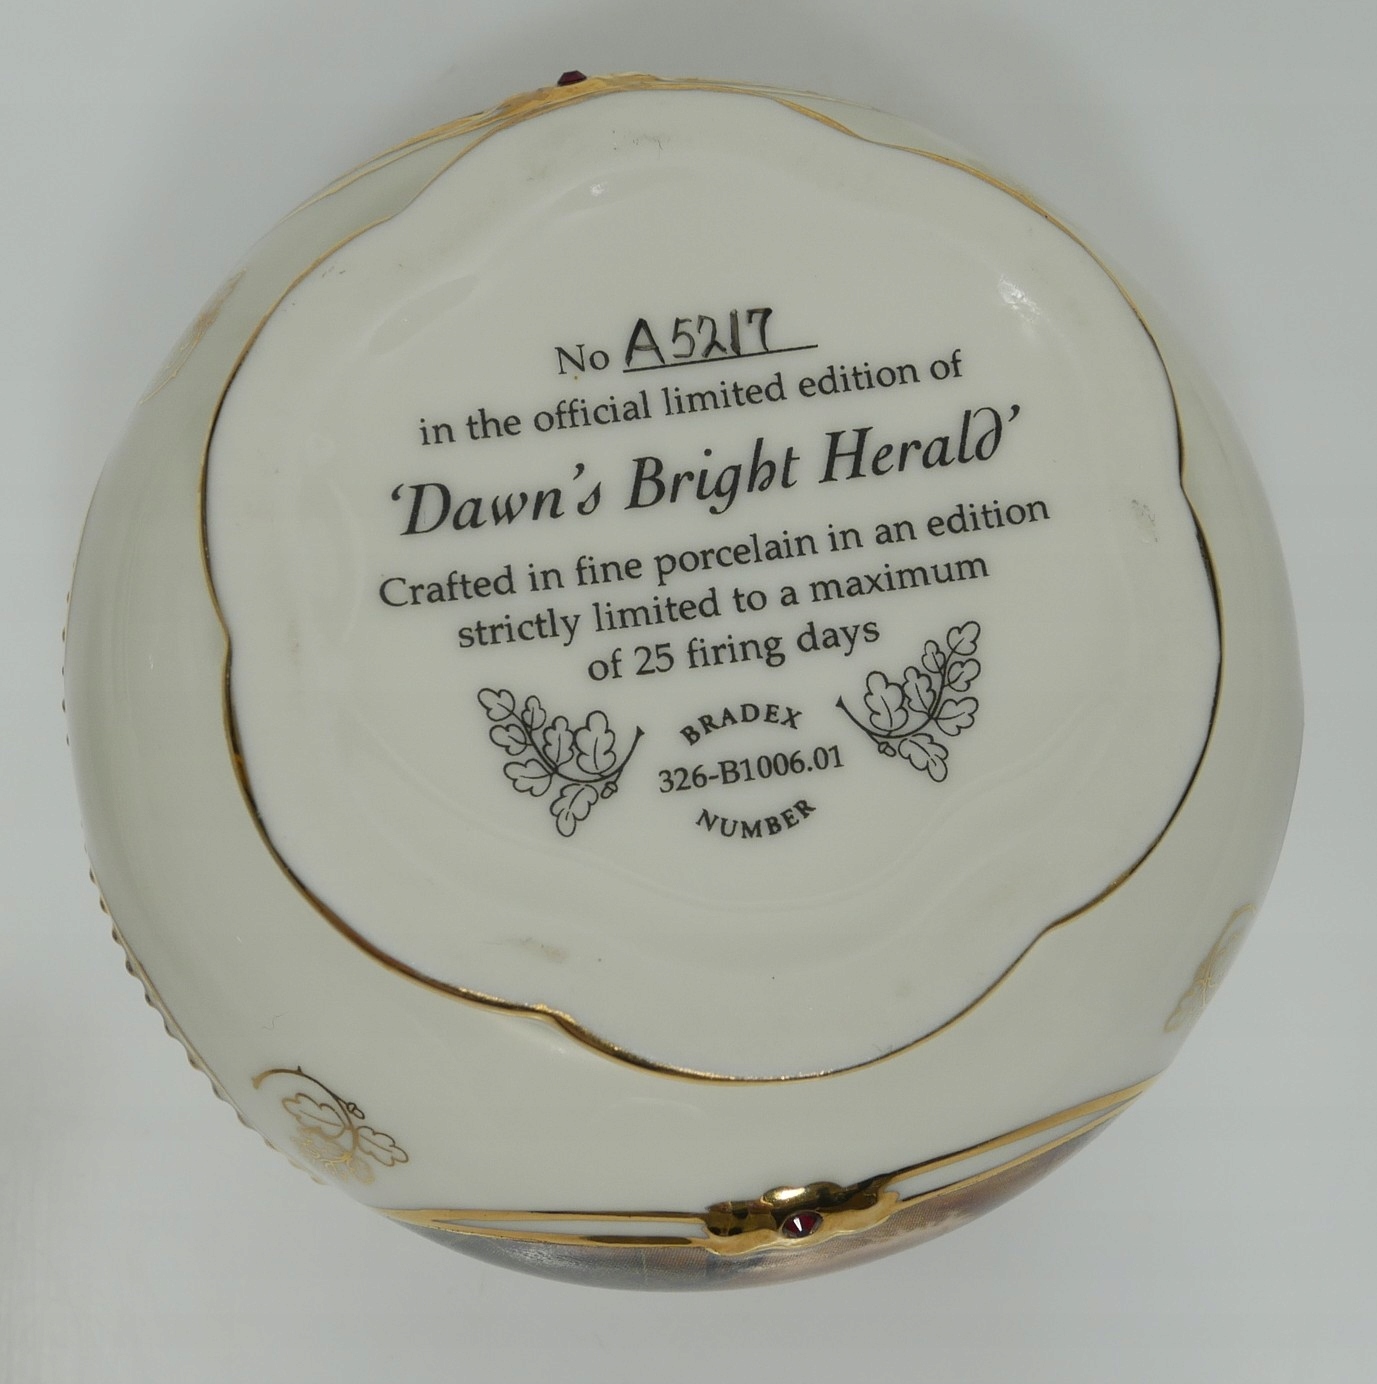 No A5217
in the official limited edition of
‘Dawn’s Bright Herald’
Crafted in fine porcelain in an edition
strictly limited to a maximum
of 25 firing days
BRADEX
326-B1006.01
NUMBER